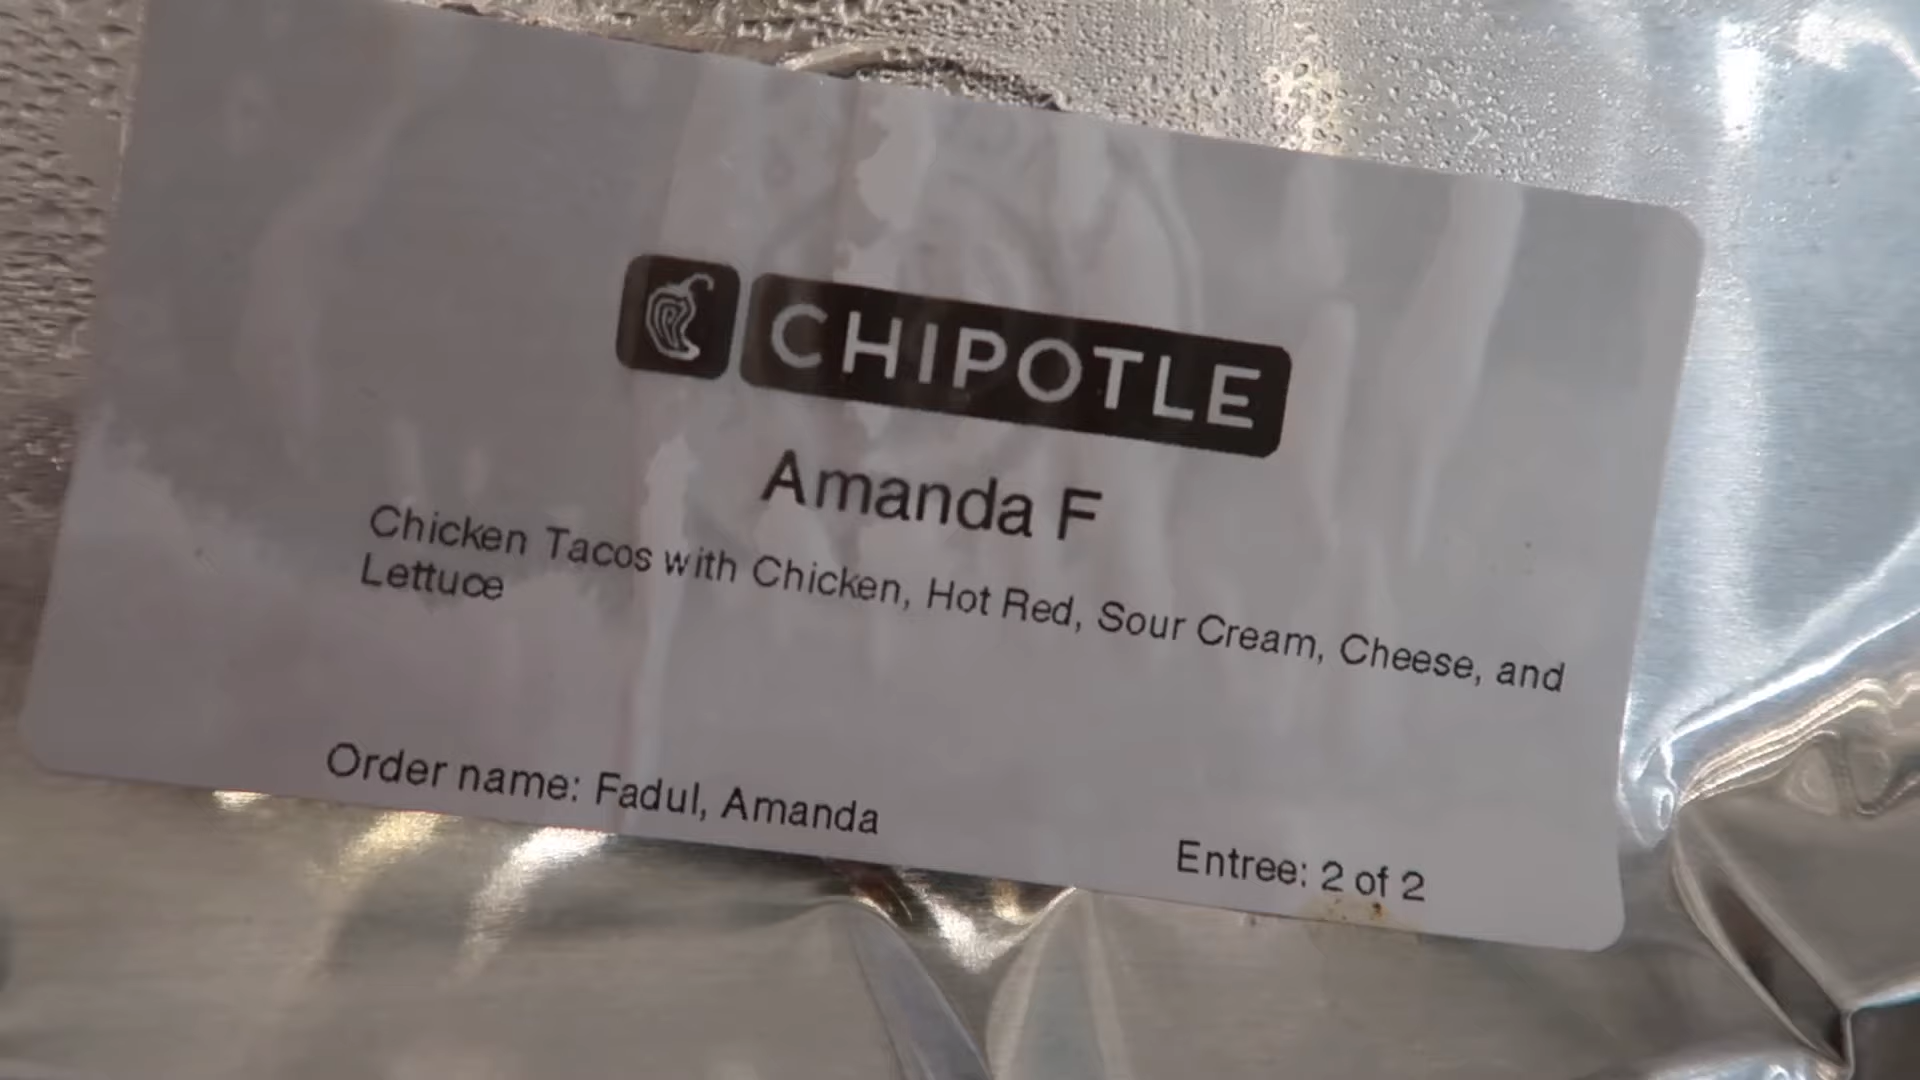 CHIPOTLE
Amanda F
Chicken Tacos with Chicken, Hot Red, Sour Cream, Cheese, and
Lettuce
Order name: Fadul, Amanda
Entree: 2 of 2